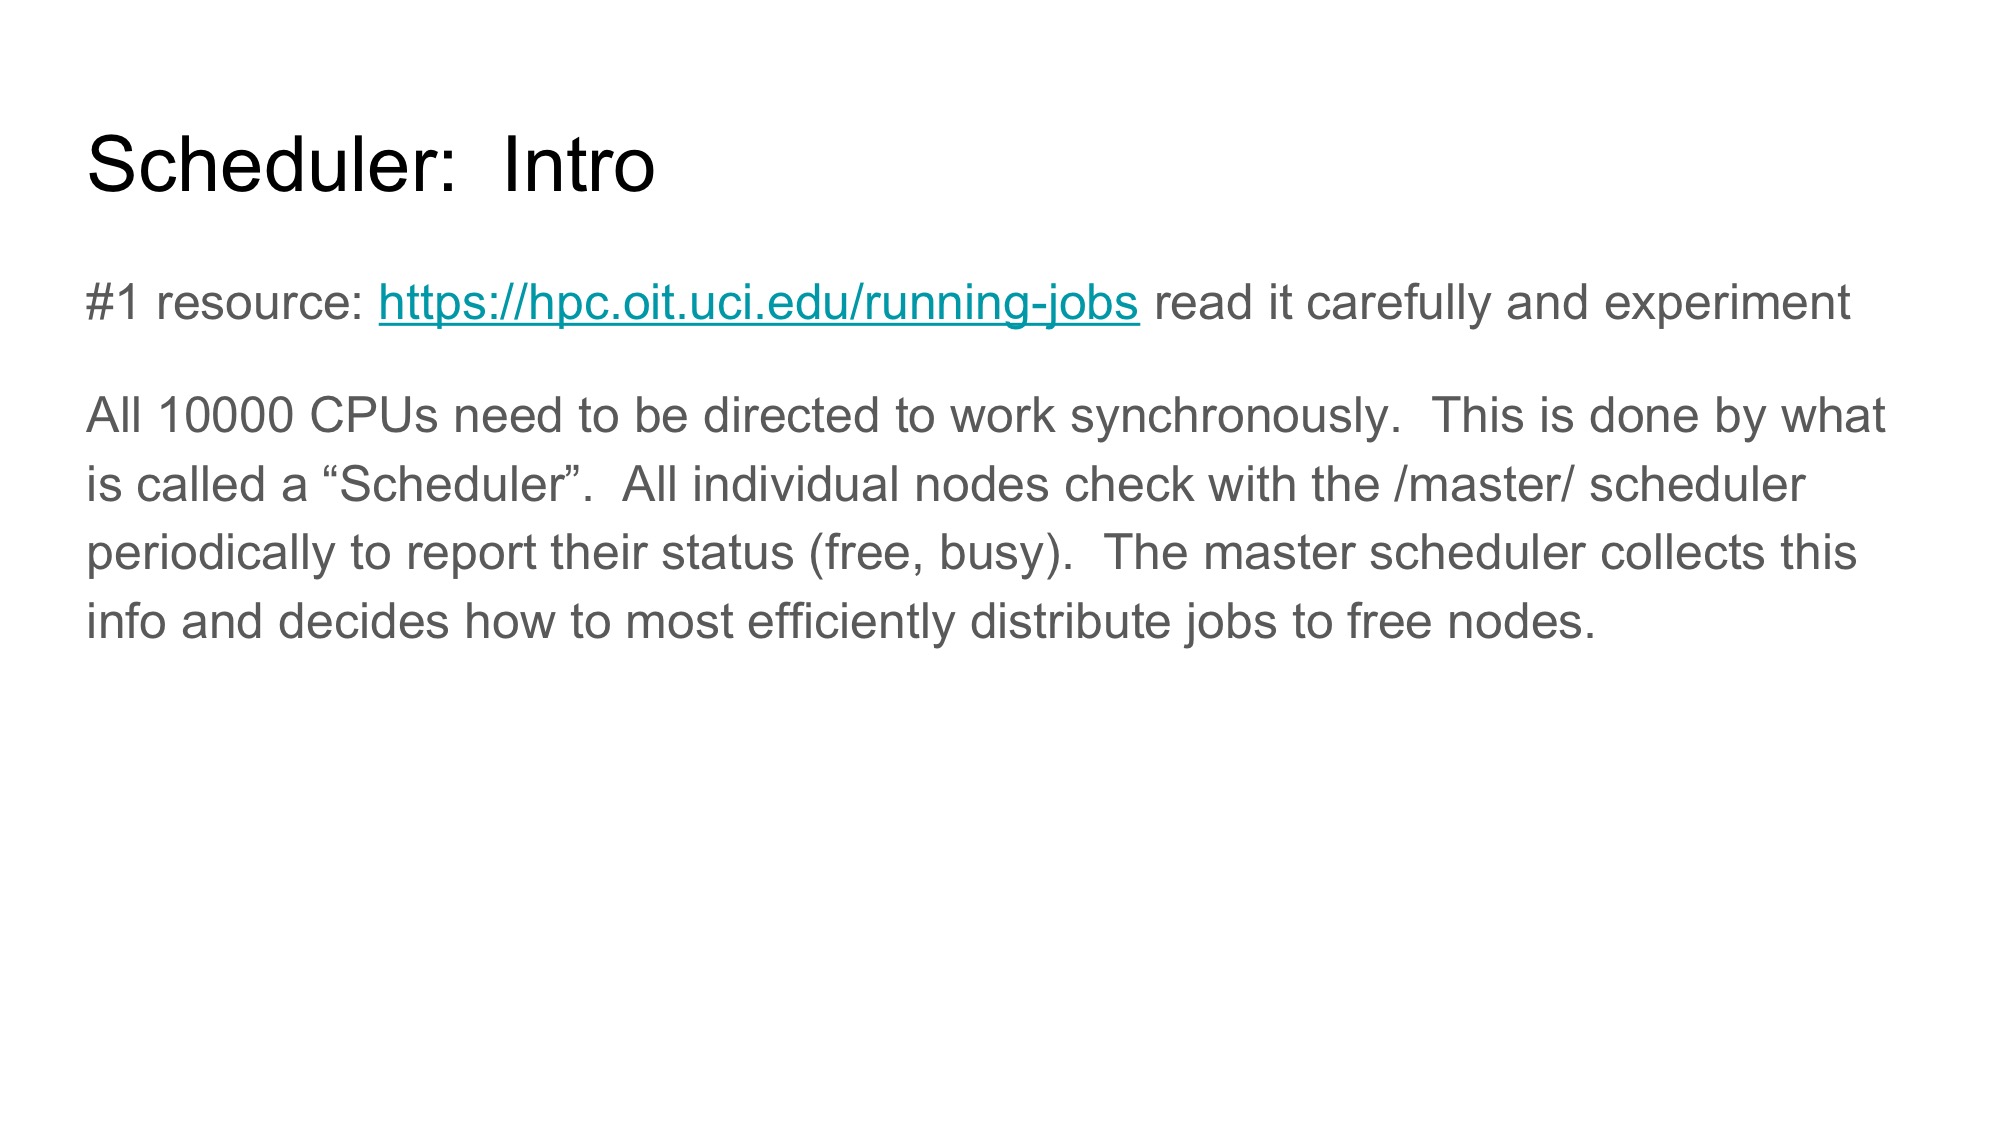 Scheduler:  Intro
#1 resource: https://hpc.oit.uci.edu/running-jobs read it carefully and experiment
All 10000 CPUs need to be directed to work synchronously.  This is done by what
is called a “Scheduler”.  All individual nodes check with the /master/ scheduler
periodically to report their status (free, busy).  The master scheduler collects this
info and decides how to most efficiently distribute jobs to free nodes.